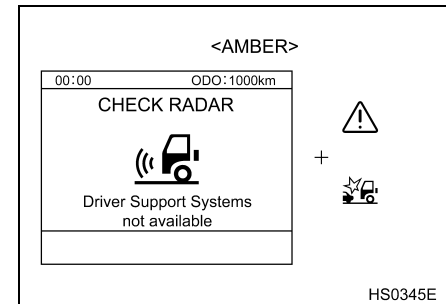 <AMBER>
00:00 ODO:1000km
CHECK RADAR
+
Driver Support Systems
not available
HS0345E